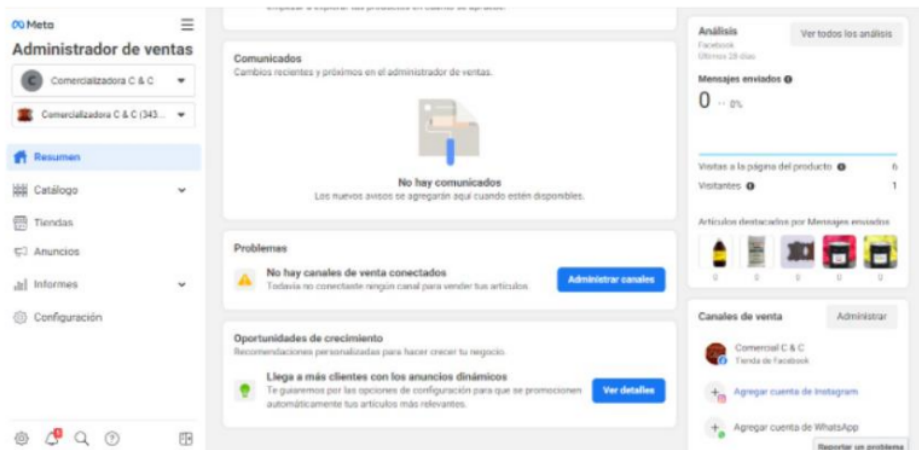 Meta
Administrador de ventas
C Comercializadora C & C
Comercializadora C & C (343...
Resumen
Catálogo
Tiendas
Anuncios
Informes
Configuración
Comunicados
Cambios recientes y próximos en el administrador de ventas.
No hay comunicados
Los nuevos avisos se agregarán aquí cuando estén disponibles.
Problemas
No hay canales de venta conectados
Todavía no conectaste ningún canal para vender tus artículos.
Administrar canales
Oportunidades de crecimiento
Recomendaciones personalizadas para hacer crecer tu negocio.
Llega a más clientes con los anuncios dinámicos
Te guiaremos por las opciones de configuración para que se promocionen
automáticamente tus artículos más relevantes.
Ver detalles
Análisis
Facebook
Últimos 28 días
Ver todos los análisis
Mensajes enviados
0 -- 0%
Visitas a la página del producto 6
Visitantes 1
Artículos destacados por Mensajes enviados
0 0 0 0 0
Canales de venta
Administrar
Comercial C & C
Tienda de Facebook
Agregar cuenta de Instagram
Agregar cuenta de WhatsApp
Reportar un problema